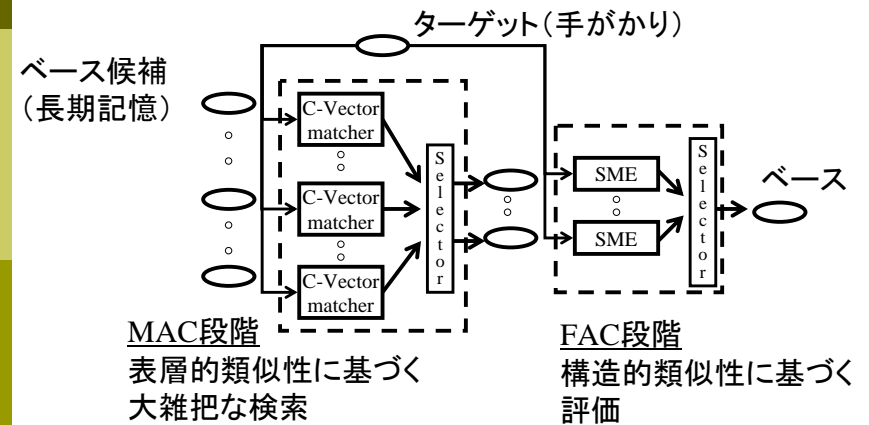 ターゲット(手がかり)
ベース候補
(長期記憶)
C-Vector
matcher
C-Vector
matcher
C-Vector
matcher
Selector
SME
SME
Selector
ベース
MAC段階
表層的類似性に基づく
大雑把な検索
FAC段階
構造的類似性に基づく
評価